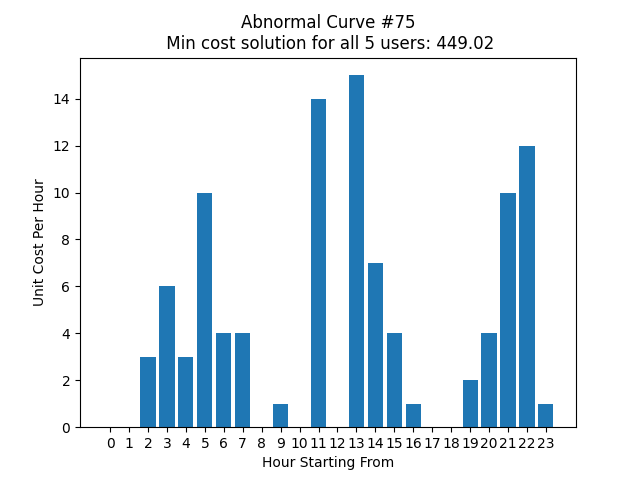 Abnormal Curve #75
Min cost solution for all 5 users: 449.02
Unit Cost Per Hour
14
12
10
8
6
4
2
0
0 1 2 3 4 5 6 7 8 9 10 11 12 13 14 15 16 17 18 19 20 21 22 23
Hour Starting From